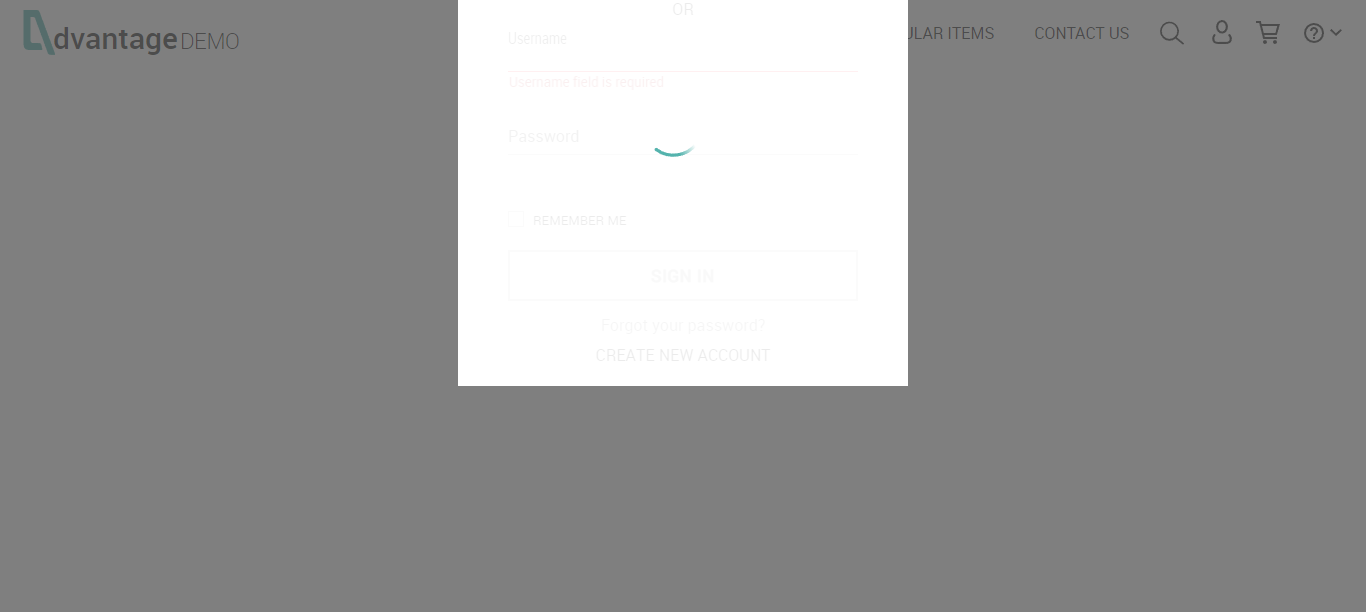 dvantage DEMO
ULAR ITEMS
CONTACT US
OR
Username
Username field is required
Password
REMEMBER ME
SIGN IN
Forgot your password?
CREATE NEW ACCOUNT